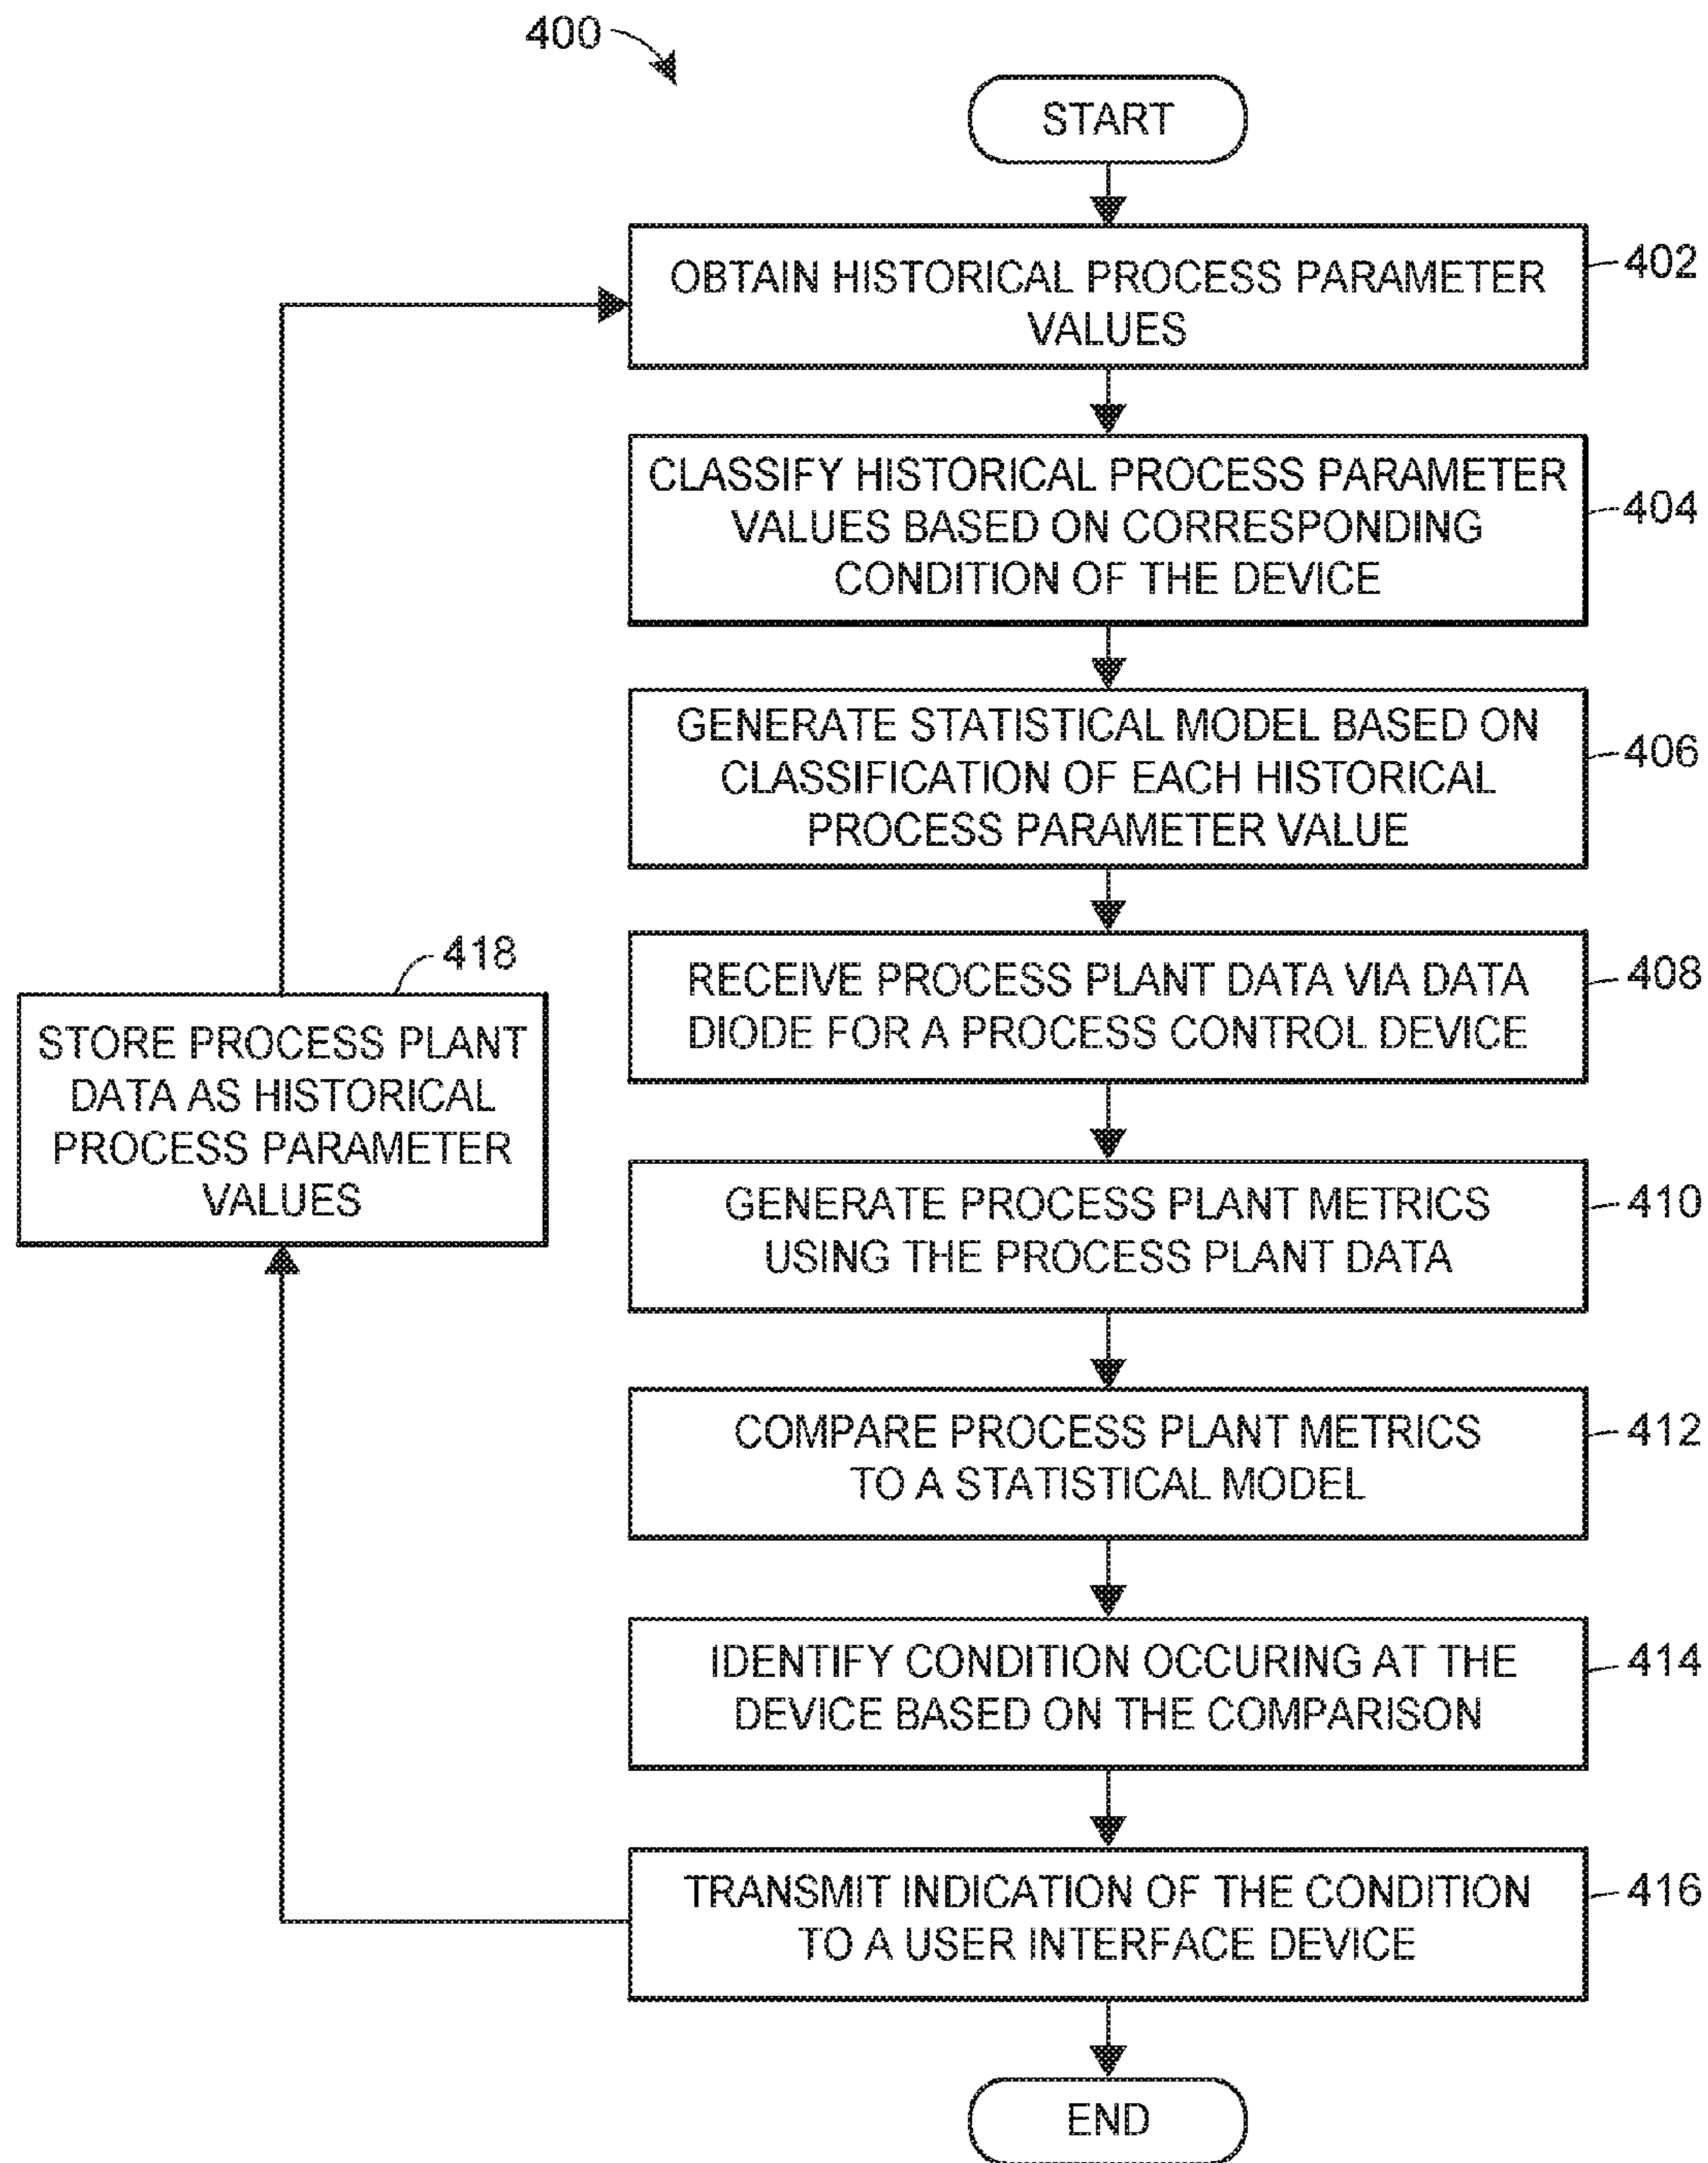 400
START
OBTAIN HISTORICAL PROCESS PARAMETER
VALUES
402
CLASSIFY HISTORICAL PROCESS PARAMETER
VALUES BASED ON CORRESPONDING
CONDITION OF THE DEVICE
404
GENERATE STATISTICAL MODEL BASED ON
CLASSIFICATION OF EACH HISTORICAL
PROCESS PARAMETER VALUE
406
RECEIVE PROCESS PLANT DATA VIA DATA
DIODE FOR A PROCESS CONTROL DEVICE
408
GENERATE PROCESS PLANT METRICS
USING THE PROCESS PLANT DATA
410
COMPARE PROCESS PLANT METRICS
TO A STATISTICAL MODEL
412
IDENTIFY CONDITION OCCURING AT THE
DEVICE BASED ON THE COMPARISON
414
TRANSMIT INDICATION OF THE CONDITION
TO A USER INTERFACE DEVICE
416
418
STORE PROCESS PLANT
DATA AS HISTORICAL
PROCESS PARAMETER
VALUES
END